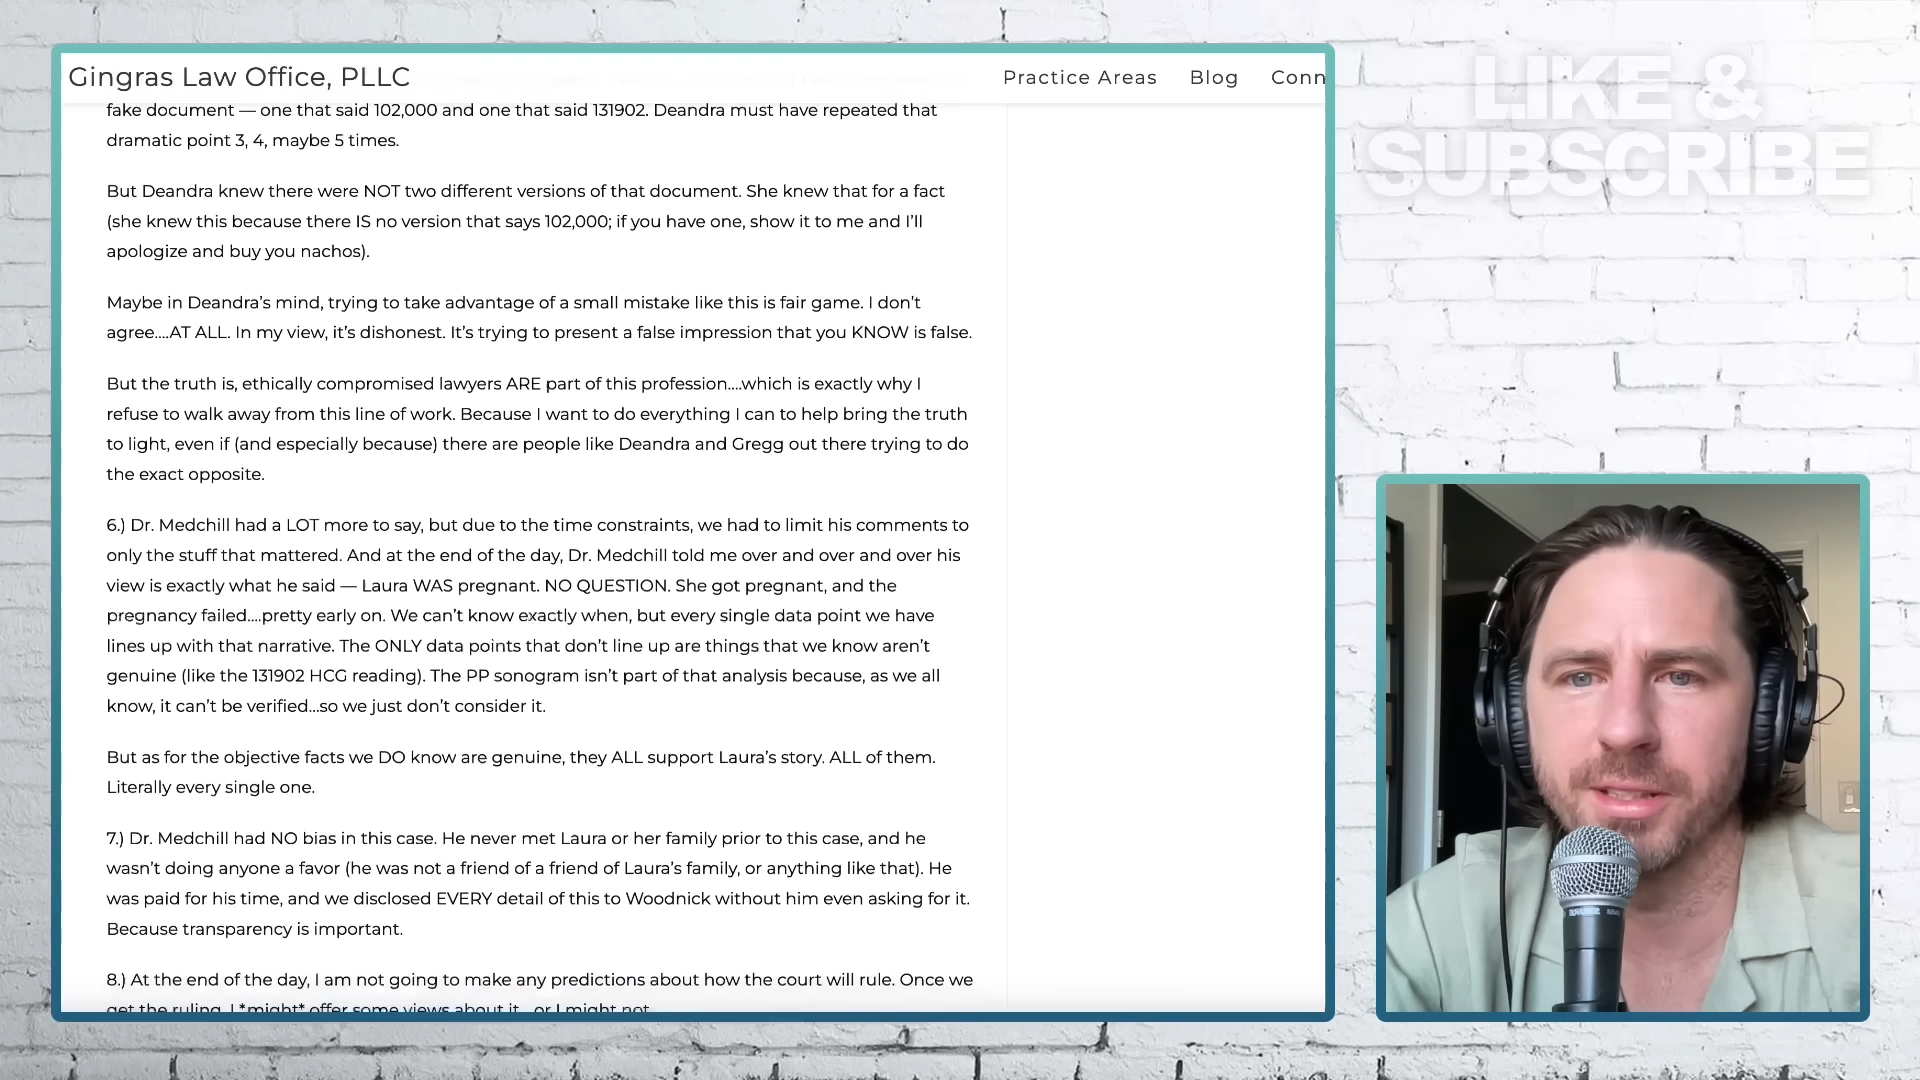 Gingras Law Office, PLLC
Practice Areas Blog Conn
LIKE &
SUBSCRIBE
fake document — one that said 102,000 and one that said 131902. Deandra must have repeated that
dramatic point 3, 4, maybe 5 times.
But Deandra knew there were NOT two different versions of that document. She knew that for a fact
(she knew this because there IS no version that says 102,000; if you have one, show it to me and I’ll
apologize and buy you nachos).
Maybe in Deandra’s mind, trying to take advantage of a small mistake like this is fair game. I don’t
agree....AT ALL. In my view, it’s dishonest. It’s trying to present a false impression that you KNOW is false.
But the truth is, ethically compromised lawyers ARE part of this profession....which is exactly why I
refuse to walk away from this line of work. Because I want to do everything I can to help bring the truth
to light, even if (and especially because) there are people like Deandra and Gregg out there trying to do
the exact opposite.
6.) Dr. Medchill had a LOT more to say, but due to the time constraints, we had to limit his comments to
only the stuff that mattered. And at the end of the day, Dr. Medchill told me over and over and over his
view is exactly what he said — Laura WAS pregnant. NO QUESTION. She got pregnant, and the
pregnancy failed....pretty early on. We can’t know exactly when, but every single data point we have
lines up with that narrative. The ONLY data points that don’t line up are things that we know aren’t
genuine (like the 131902 HCG reading). The PP sonogram isn’t part of that analysis because, as we all
know, it can’t be verified...so we just don’t consider it.
But as for the objective facts we DO know are genuine, they ALL support Laura’s story. ALL of them.
Literally every single one.
7.) Dr. Medchill had NO bias in this case. He never met Laura or her family prior to this case, and he
wasn’t doing anyone a favor (he was not a friend of a friend of Laura’s family, or anything like that). He
was paid for his time, and we disclosed EVERY detail of this to Woodnick without him even asking for it.
Because transparency is important.
8.) At the end of the day, I am not going to make any predictions about how the court will rule. Once we
get the ruling, I *might* offer some views about it...or I might not.